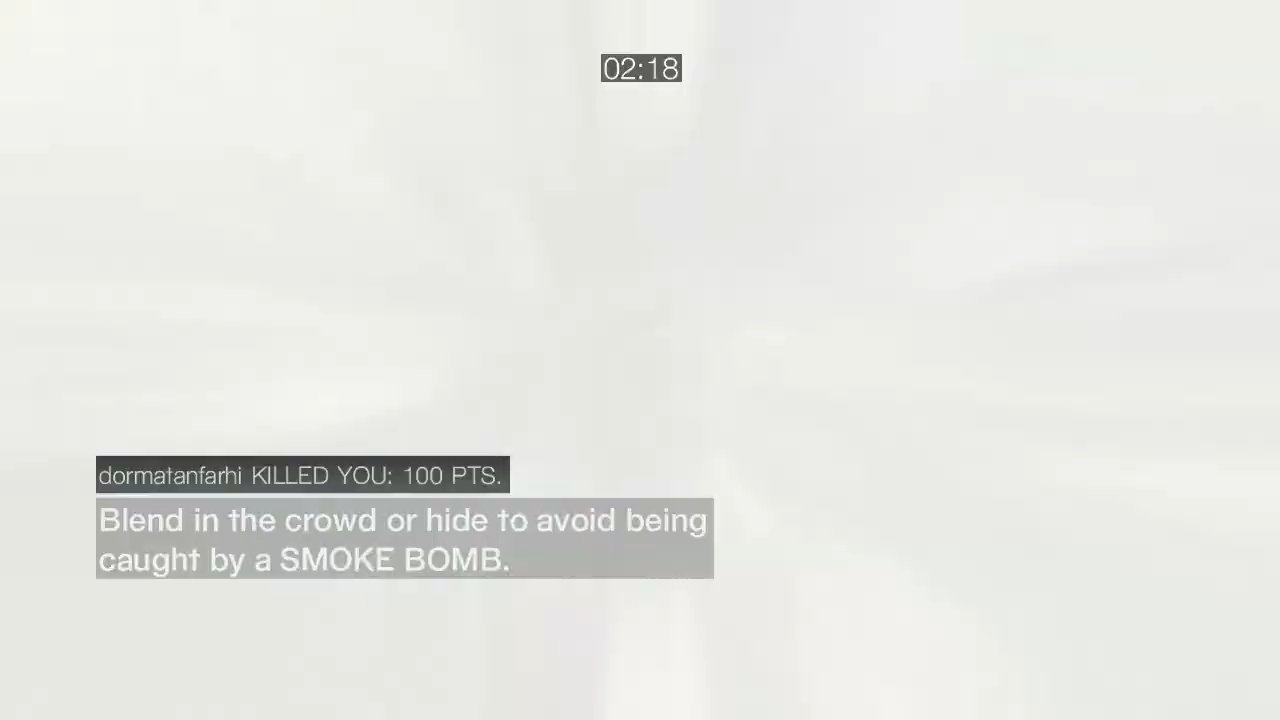 02:18
dormatanfarhi KILLED YOU: 100 PTS.
Blend in the crowd or hide to avoid being
caught by a SMOKE BOMB.